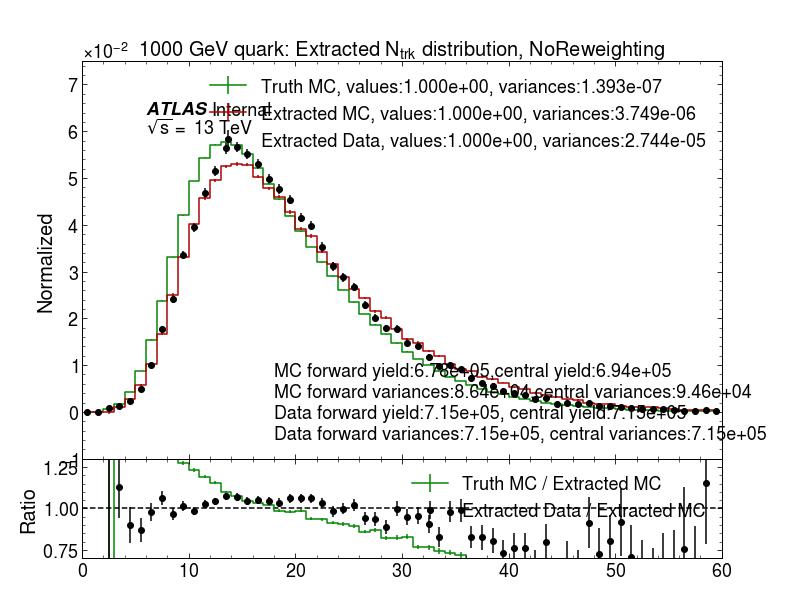 ×10⁻² 1000 GeV quark: Extracted Ntrk distribution, NoReweighting
7
6
5
4
3
2
1
0
Normalized
Truth MC, values:1.000e+00, variances:1.393e-07
Extracted MC, values:1.000e+00, variances:3.749e-06
Extracted Data, values:1.000e+00, variances:2.744e-05
ATLAS Internal
√s = 13 TeV
MC forward yield:6.78e+05,central yield:6.94e+05
MC forward variances:8.64e+04 central variances:9.46e+04
Data forward yield:7.15e+05, central yield:7.15e+05
Data forward variances:7.15e+05, central variances:7.15e+05
Truth MC / Extracted MC
Extracted Data / Extracted MC
Ratio
1.25
1.00
0.75
0 10 20 30 40 50 60